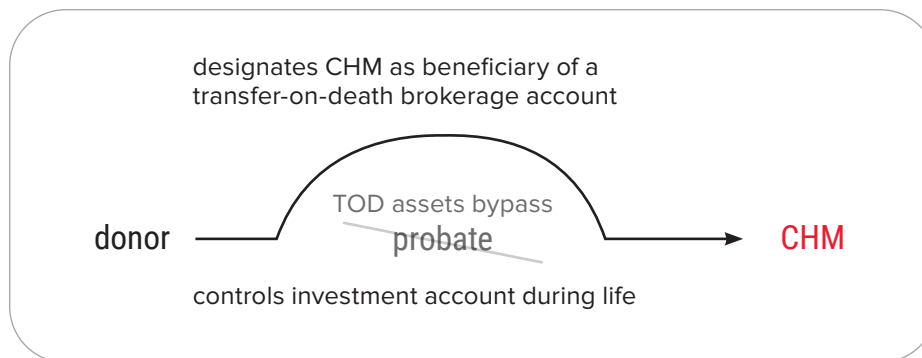 designates CHM as beneficiary of a
transfer-on-death brokerage account
TOD assets bypass
donor
probate
CHM
controls investment account during life